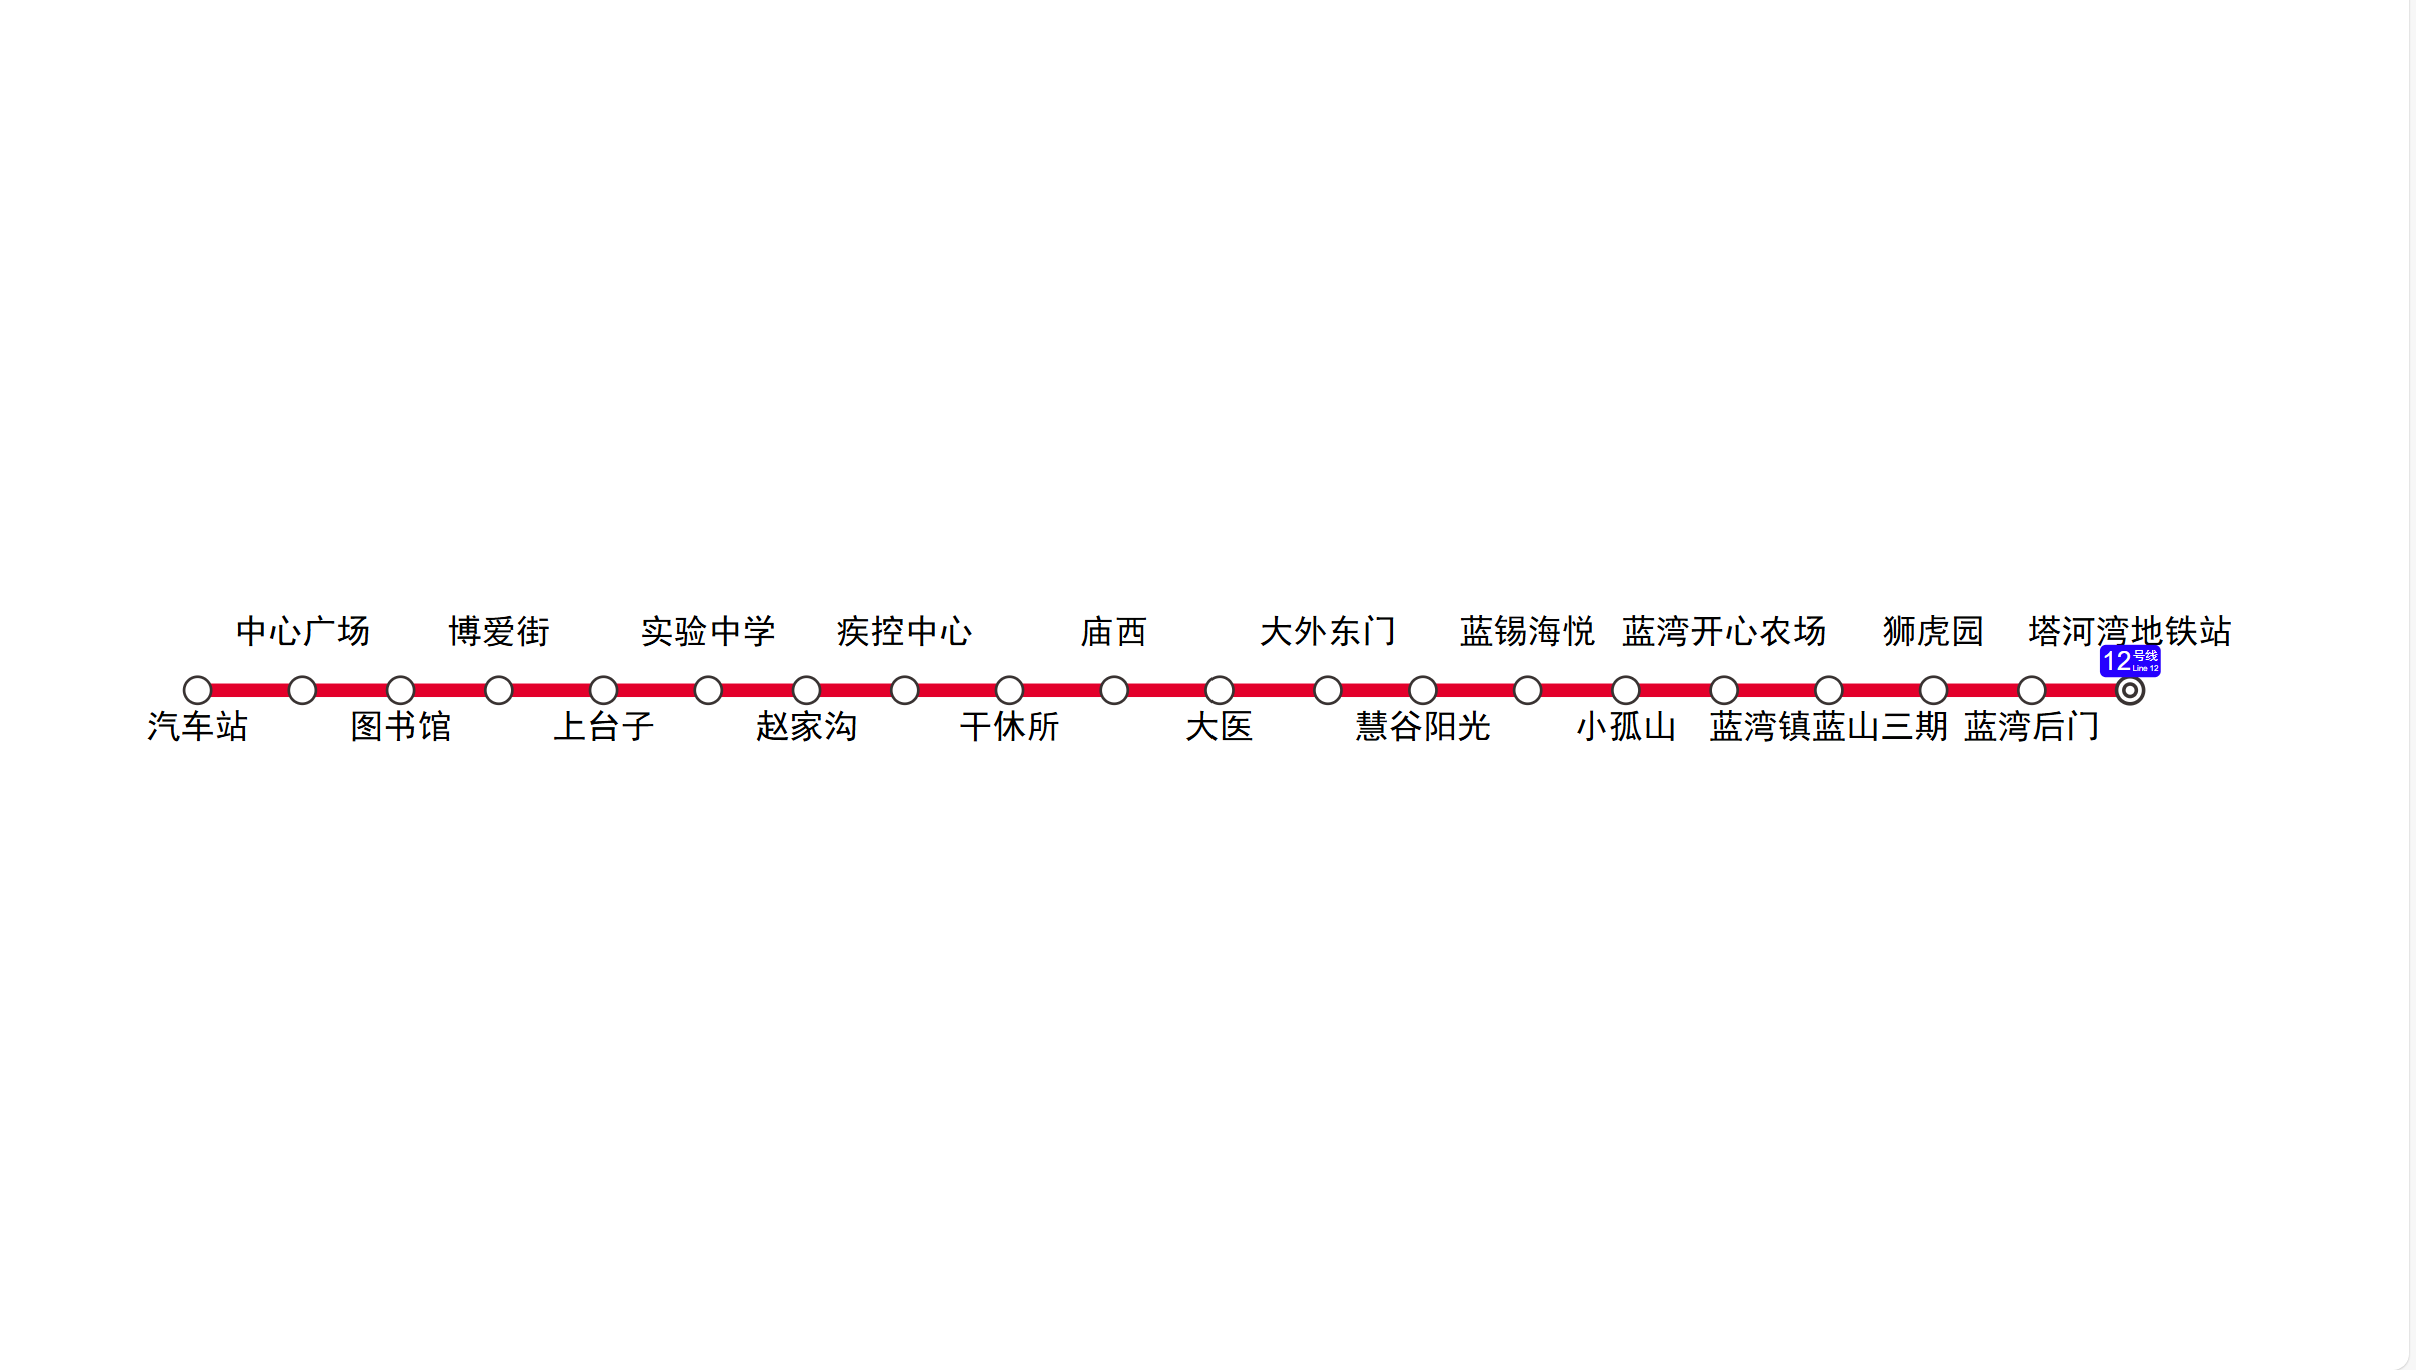 中心广场 博爱街 实验中学 疾控中心 庙西 大外东门 蓝锡海悦 蓝湾开心农场 狮虎园 塔河湾地铁站
12号线
Line 12
汽车站 图书馆 上台子 赵家沟 干休所 大医 慧谷阳光 小孤山 蓝湾镇蓝山三期 蓝湾后门